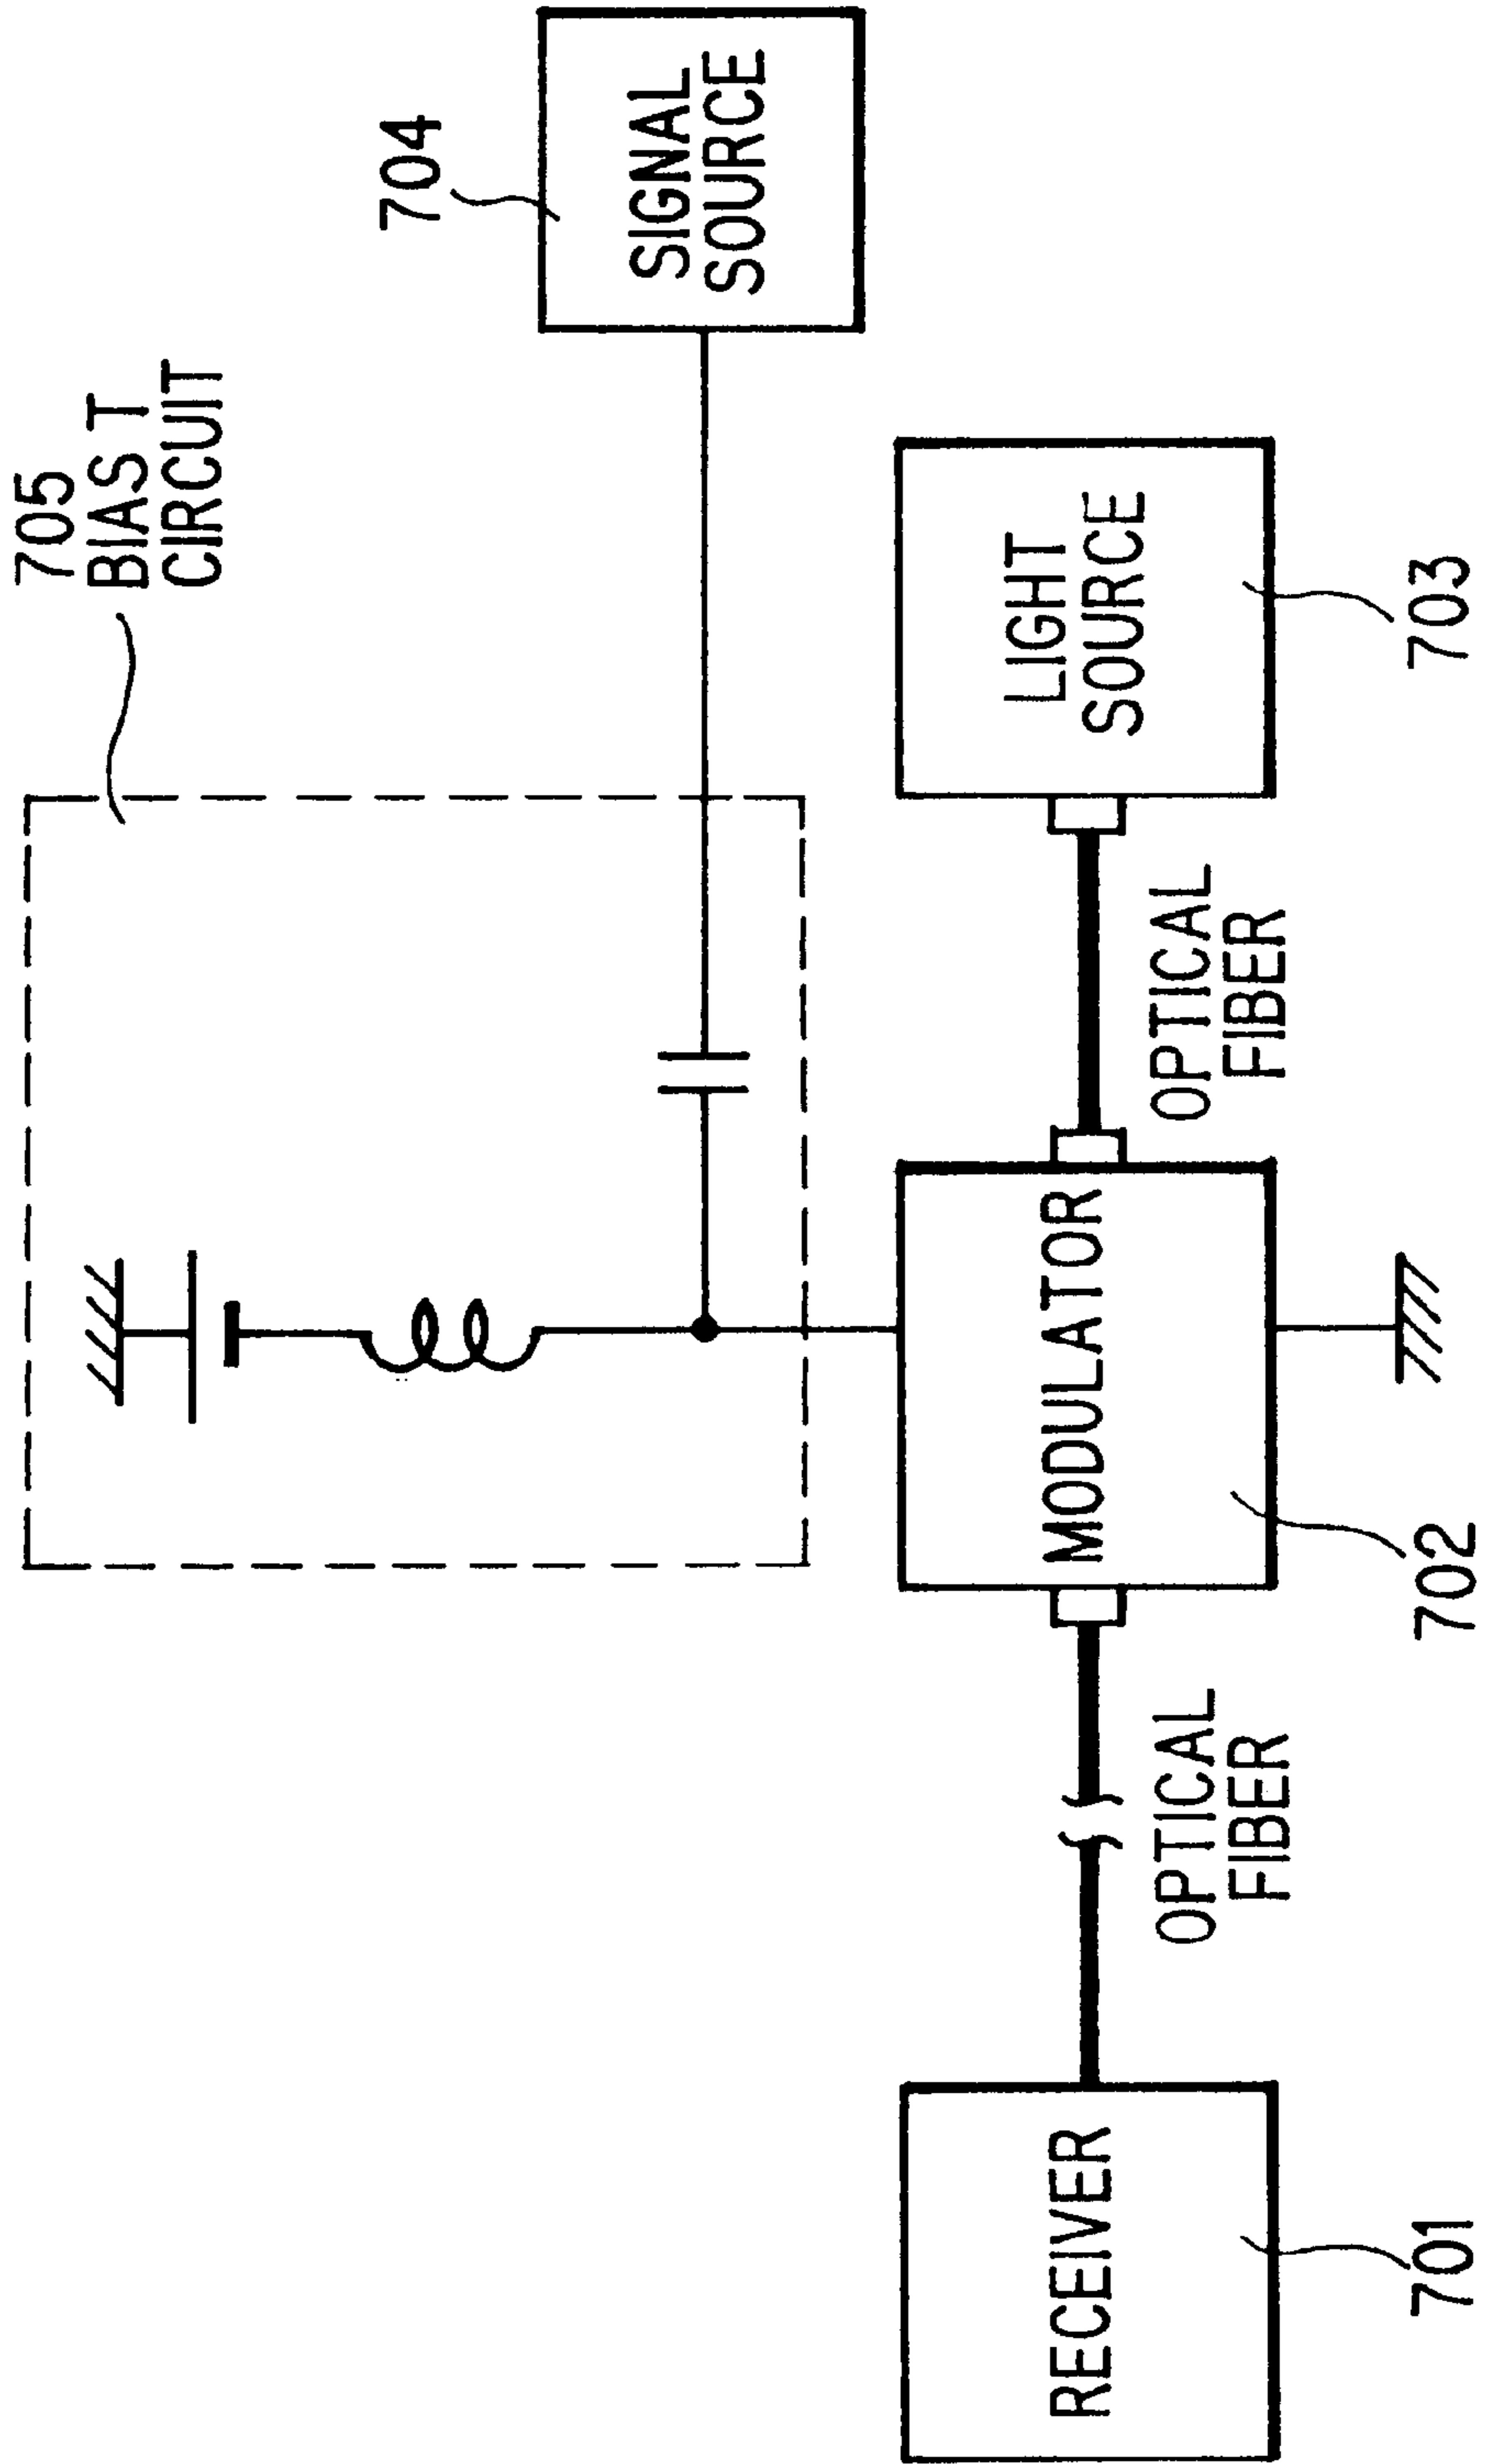 705
BIAS T
CIRCUIT
704
SIGNAL
SOURCE
RECEIVER
701
OPTICAL
FIBER
MODULATOR
702
OPTICAL
FIBER
LIGHT
SOURCE
703